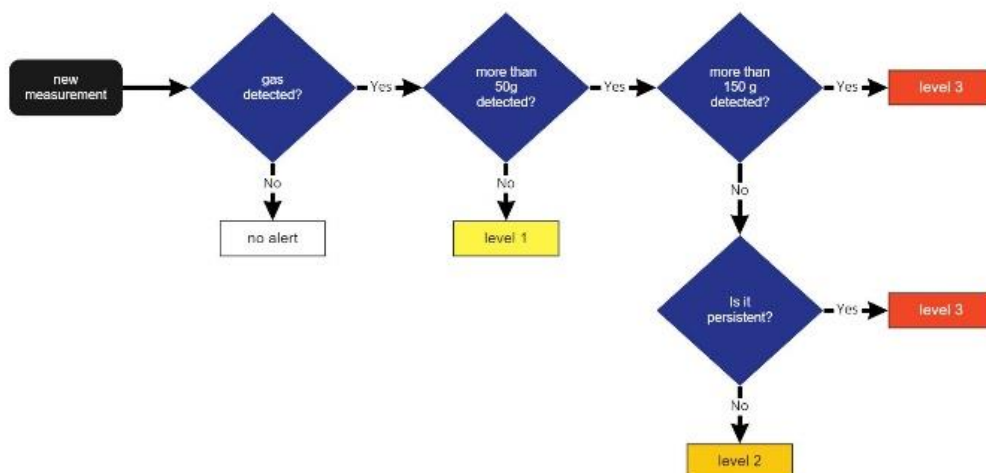 new
measurement
gas
detected?
Yes
more than
50g
detected?
Yes
more than
150 g
detected?
Yes
level 3
No
no alert
No
level 1
No
Is it
persistent?
Yes
level 3
No
level 2